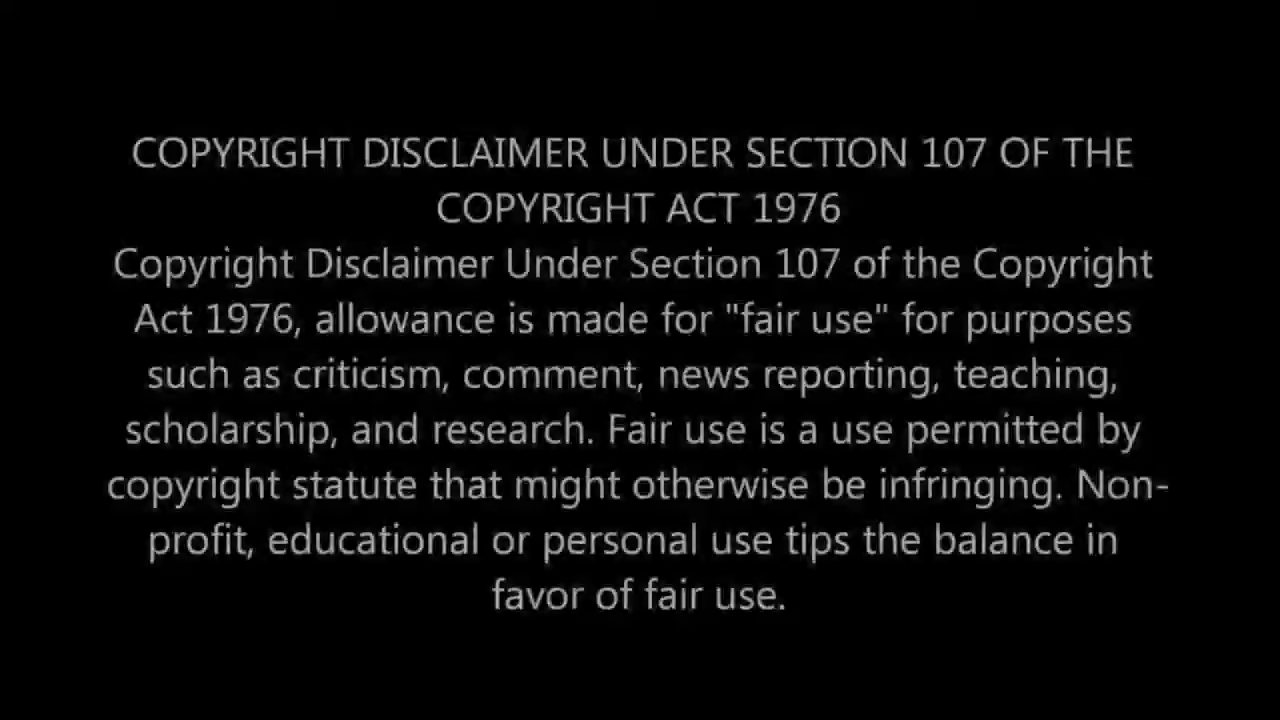 COPYRIGHT DISCLAIMER UNDER SECTION 107 OF THE
COPYRIGHT ACT 1976
Copyright Disclaimer Under Section 107 of the Copyright
Act 1976, allowance is made for "fair use" for purposes
such as criticism, comment, news reporting, teaching,
scholarship, and research. Fair use is a use permitted by
copyright statute that might otherwise be infringing. Non-
profit, educational or personal use tips the balance in
favor of fair use.